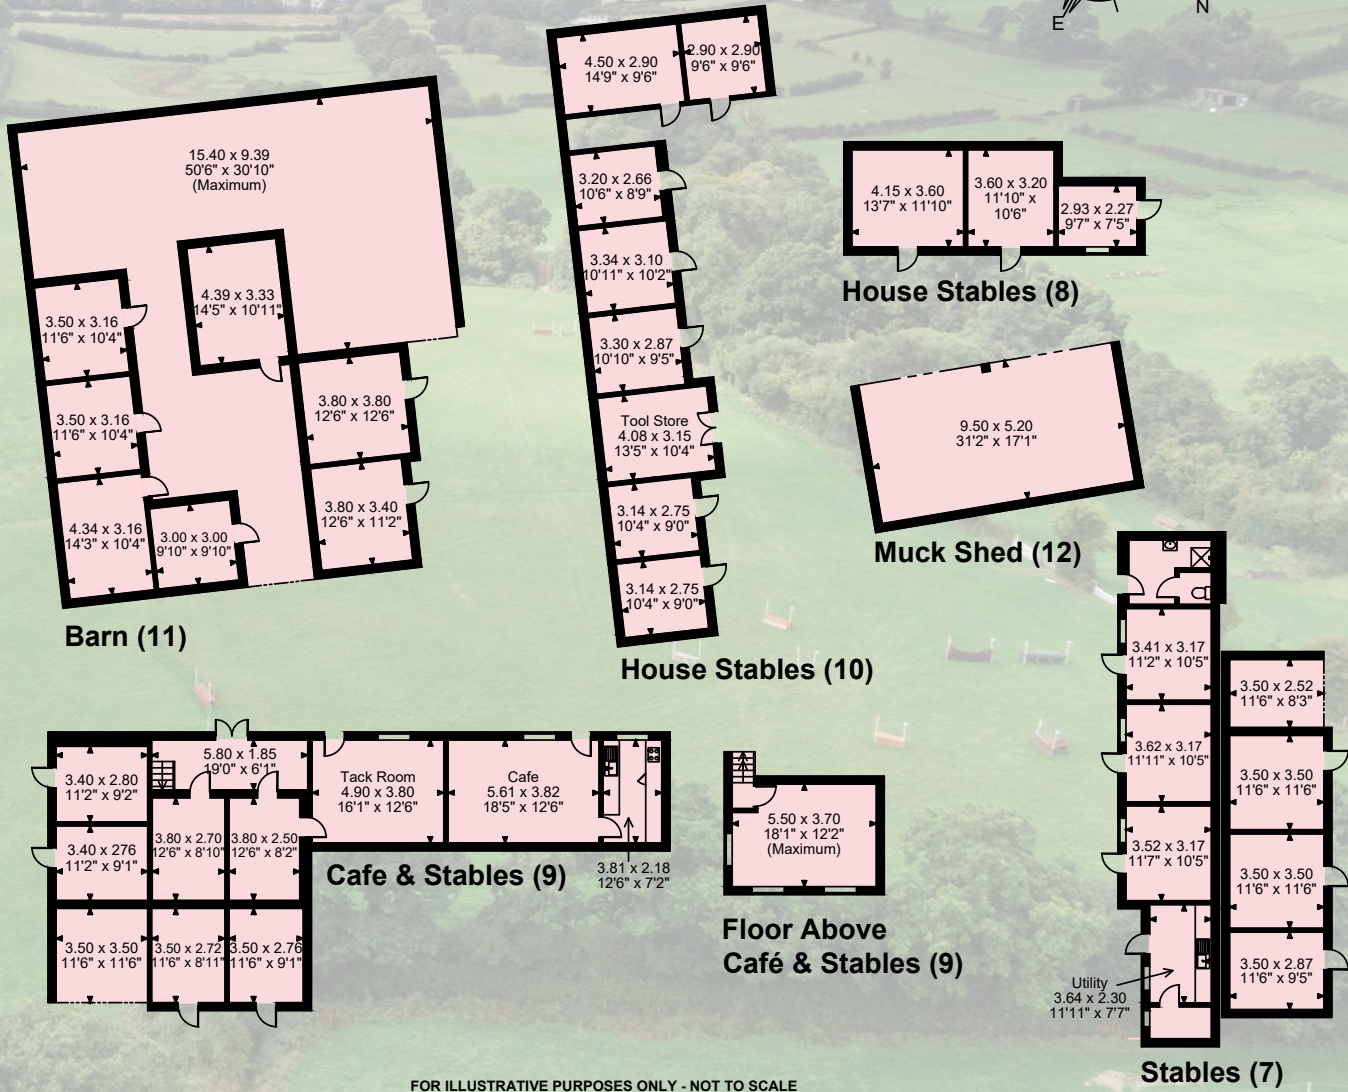 E
N
15.40 x 9.39
50'6" x 30'10"
(Maximum)
4.39 x 3.33
14'5" x 10'11"
3.50 x 3.16
11'6" x 10'4"
3.50 x 3.16
11'6" x 10'4"
4.34 x 3.16
14'3" x 10'4"
3.00 x 3.00
9'10" x 9'10"
3.80 x 3.80
12'6" x 12'6"
3.80 x 3.40
12'6" x 11'2"
Barn (11)
4.50 x 2.90
14'9" x 9'6"
2.90 x 2.90
9'6" x 9'6"
3.20 x 2.66
10'6" x 8'9"
3.34 x 3.10
10'11" x 10'2"
3.30 x 2.87
10'10" x 9'5"
Tool Store
4.08 x 3.15
13'5" x 10'4"
3.14 x 2.75
10'4" x 9'0"
3.14 x 2.75
10'4" x 9'0"
House Stables (10)
4.15 x 3.60
13'7" x 11'10"
3.60 x 3.20
11'10" x
10'6"
2.93 x 2.27
9'7" x 7'5"
House Stables (8)
9.50 x 5.20
31'2" x 17'1"
Muck Shed (12)
3.40 x 2.80
11'2" x 9'2"
3.40 x 276
11'2" x 9'1"
3.50 x 3.50
11'6" x 11'6"
5.80 x 1.85
19'0" x 6'1"
3.80 x 2.70
12'6" x 8'10"
3.80 x 2.50
12'6" x 8'2"
3.50 x 2.72
11'6" x 8'11"
3.50 x 2.76
11'6" x 9'1"
Tack Room
4.90 x 3.80
16'1" x 12'6"
Cafe
5.61 x 3.82
18'5" x 12'6"
3.81 x 2.18
12'6" x 7'2"
Cafe & Stables (9)
5.50 x 3.70
18'1" x 12'2"
(Maximum)
Floor Above
Café & Stables (9)
3.41 x 3.17
11'2" x 10'5"
3.62 x 3.17
11'11" x 10'5"
3.52 x 3.17
11'7" x 10'5"
Utility
3.64 x 2.30
11'11" x 7'7"
3.50 x 2.52
11'6" x 8'3"
3.50 x 3.50
11'6" x 11'6"
3.50 x 3.50
11'6" x 11'6"
3.50 x 2.87
11'6" x 9'5"
Stables (7)
FOR ILLUSTRATIVE PURPOSES ONLY - NOT TO SCALE